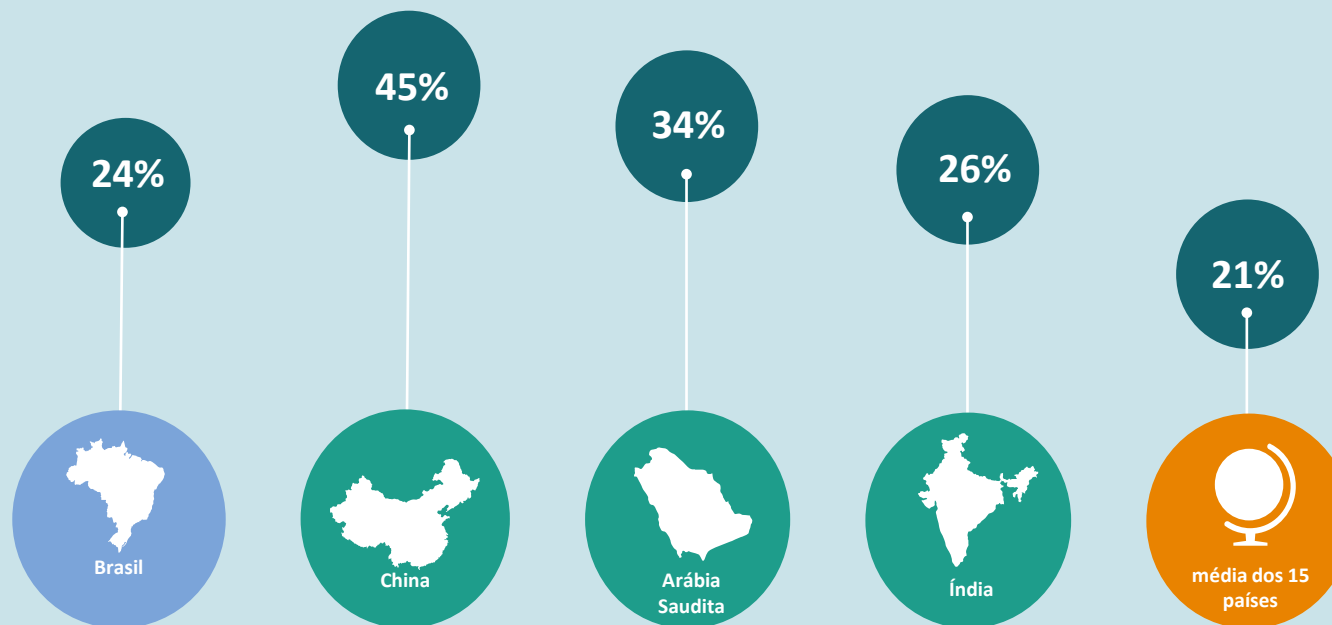 24%
45%
34%
26%
21%
Brasil
China
Arábia
Saudita
Índia
média dos 15
países